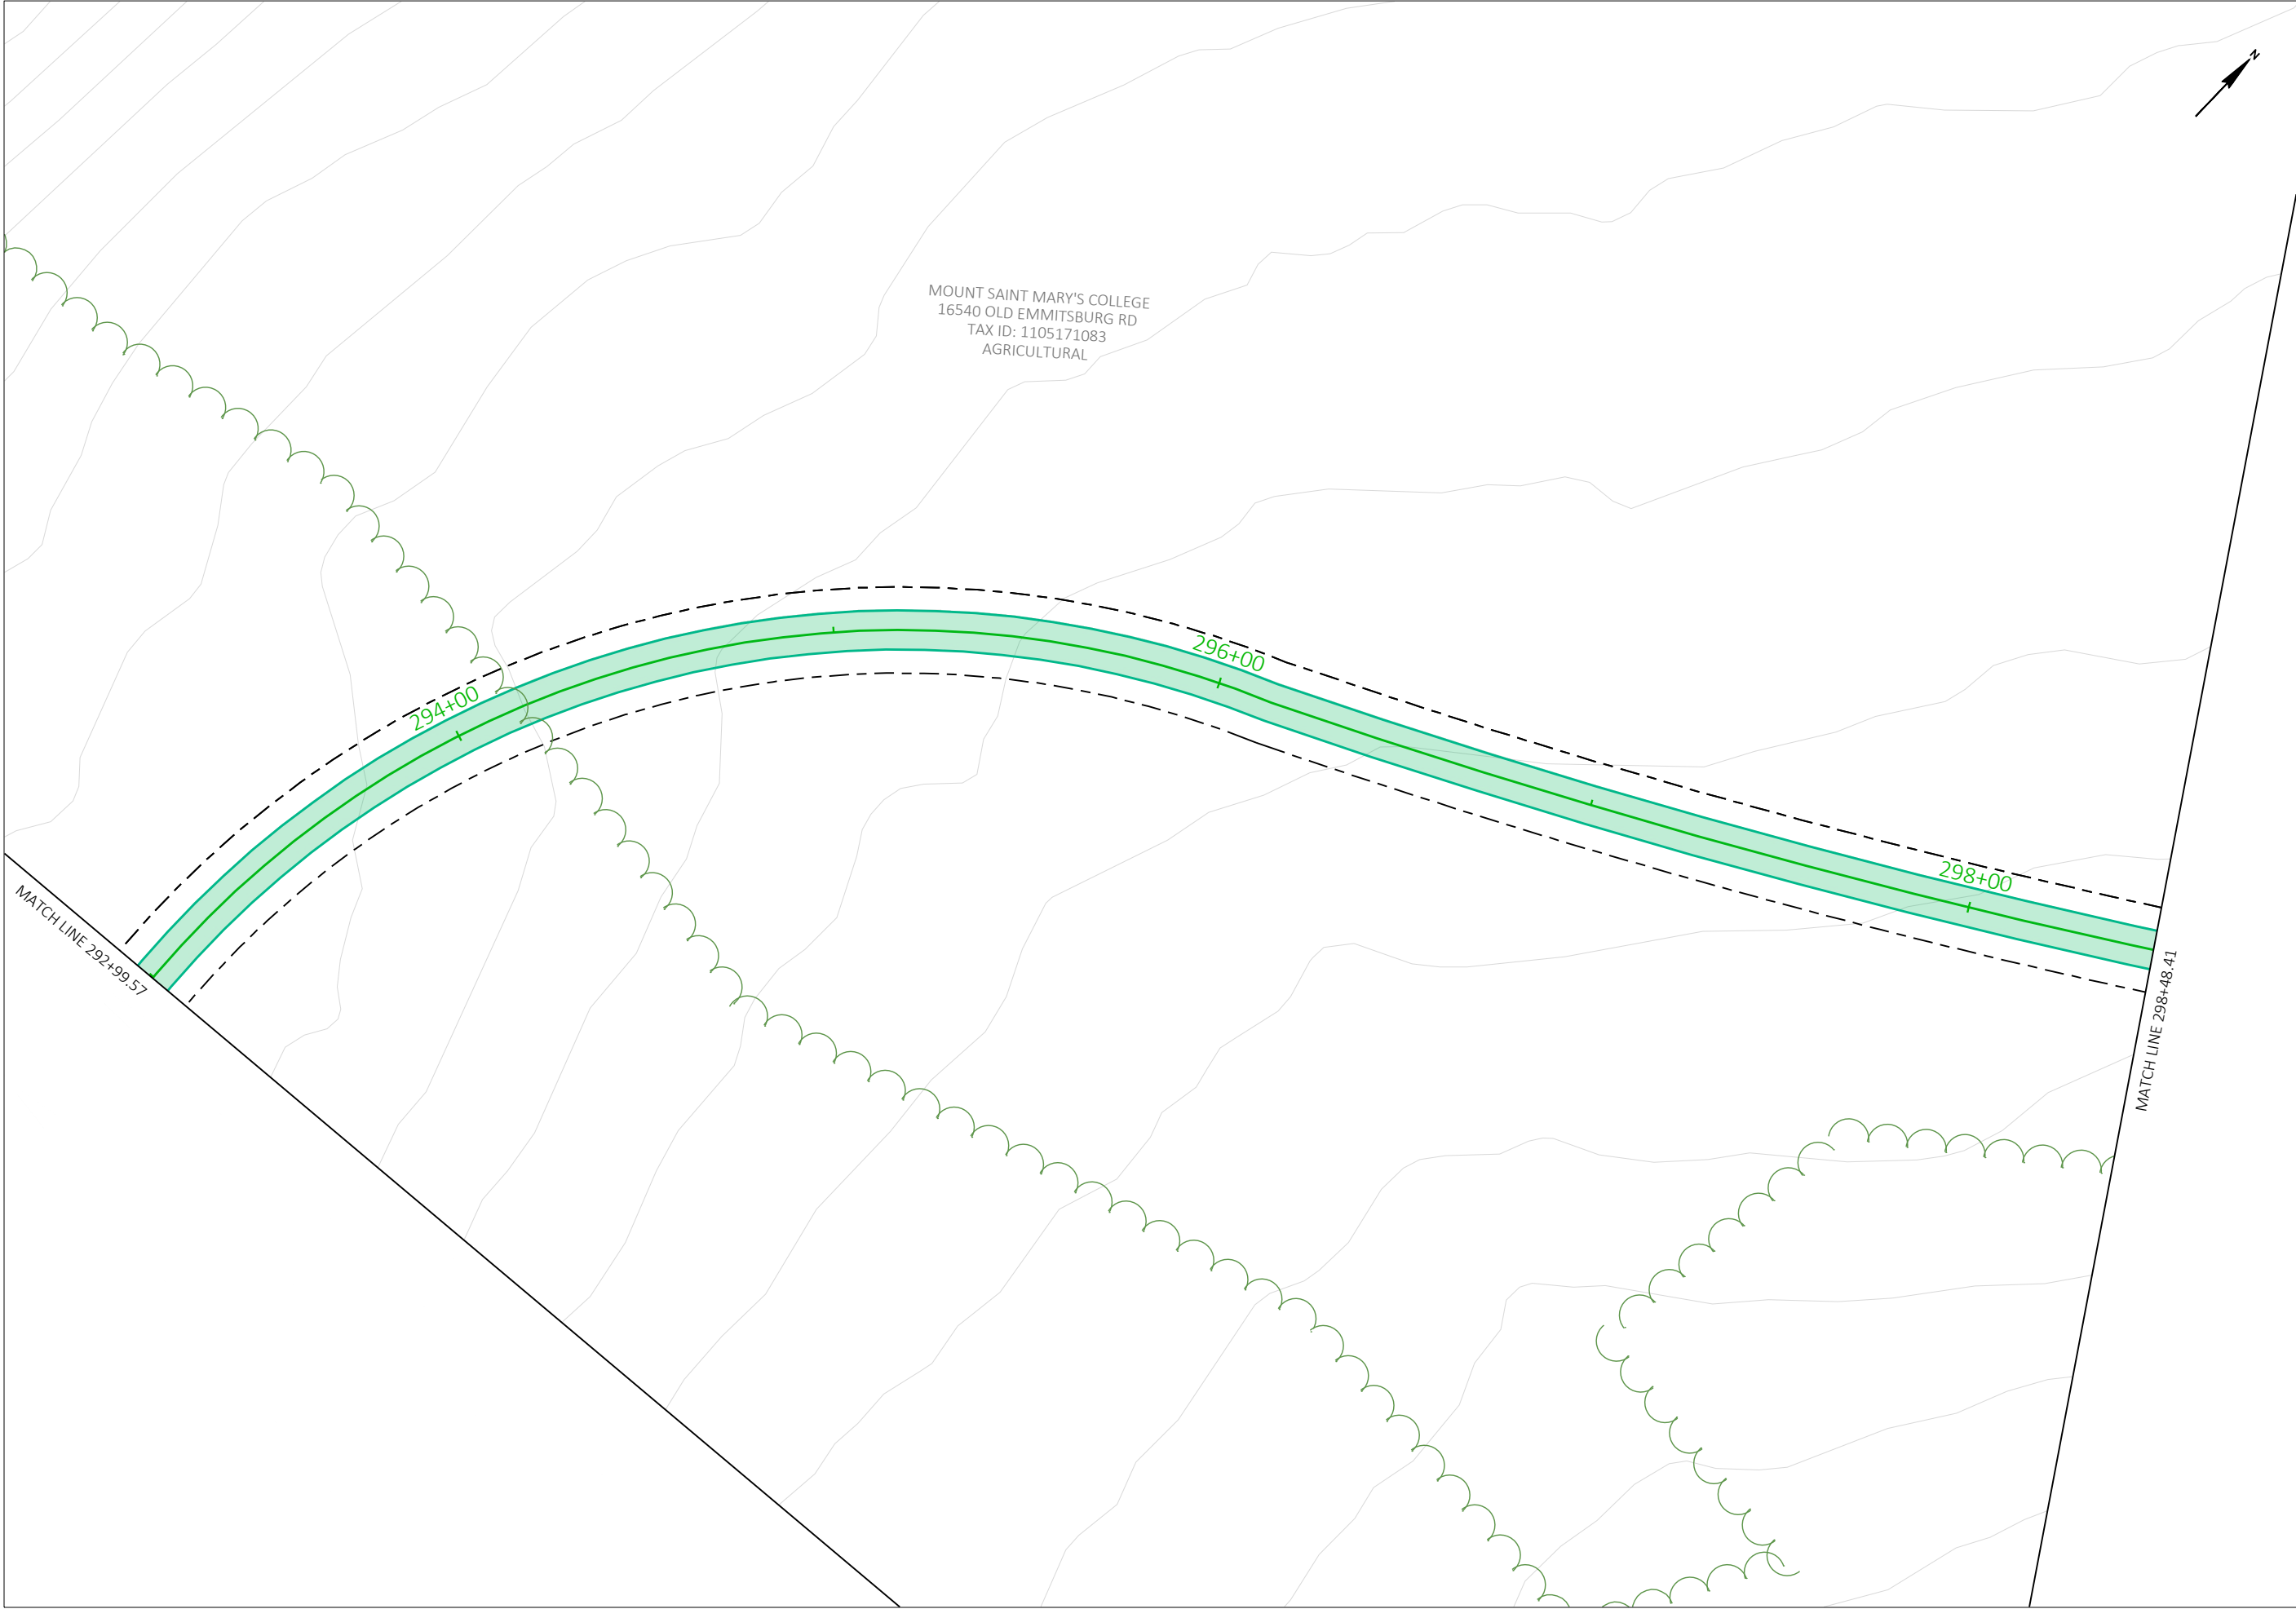 N
MOUNT SAINT MARY'S COLLEGE
16540 OLD EMMITSBURG RD
TAX ID: 1105171083
AGRICULTURAL
296+00
294+00
298+00
MATCH LINE 292+99.57
MATCH LINE 298+48.41